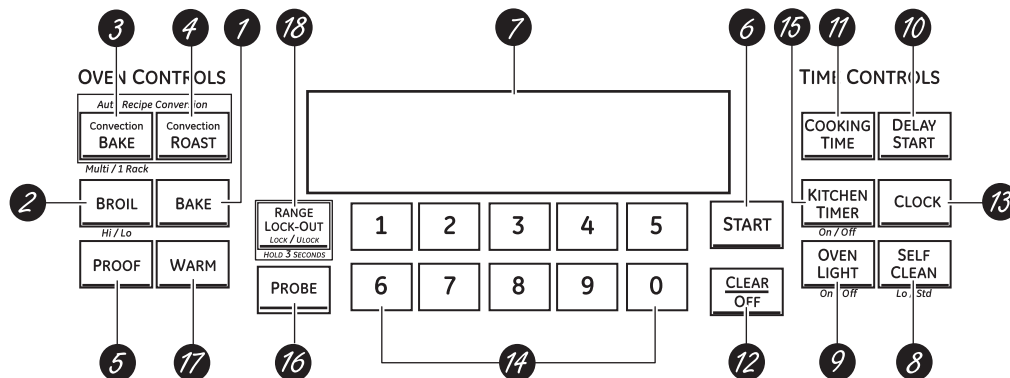 3
4
1
18
7
6
15
11
10
OVEN CONTROLS
TIME CONTROLS
Auto Recipe Conversion
Convection
BAKE
Convection
ROAST
Multi / 1 Rack
COOKING
TIME
DELAY
START
2
BROIL
BAKE
Hi / Lo
RANGE
LOCK-OUT
LOCK / ULOCK
HOLD 3 SECONDS
1 2 3 4 5
START
KITCHEN
TIMER
On / Off
CLOCK
13
PROOF
WARM
PROBE
6 7 8 9 0
CLEAR
OFF
OVEN
LIGHT
On / Off
SELF
CLEAN
Lo / Std
5
17
16
14
12
9
8